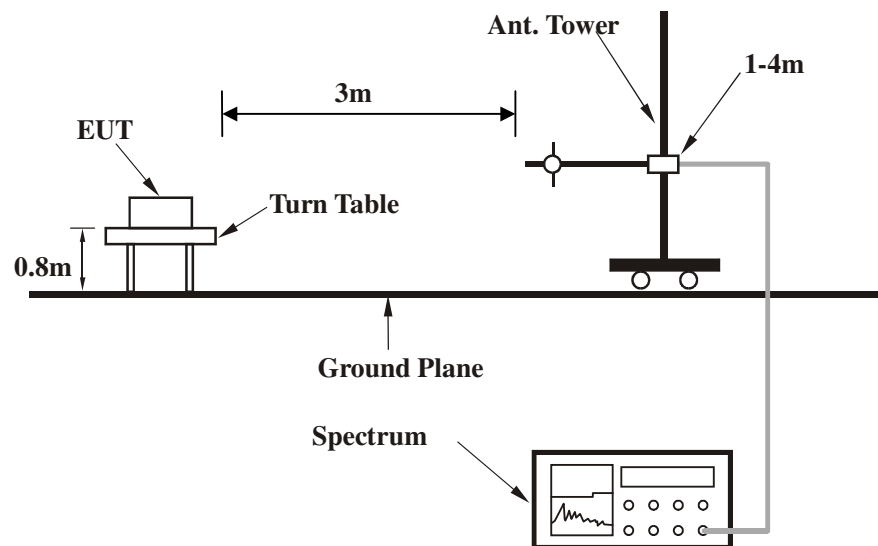 Ant. Tower
1-4m
3m
EUT
Turn Table
0.8m
Ground Plane
Spectrum